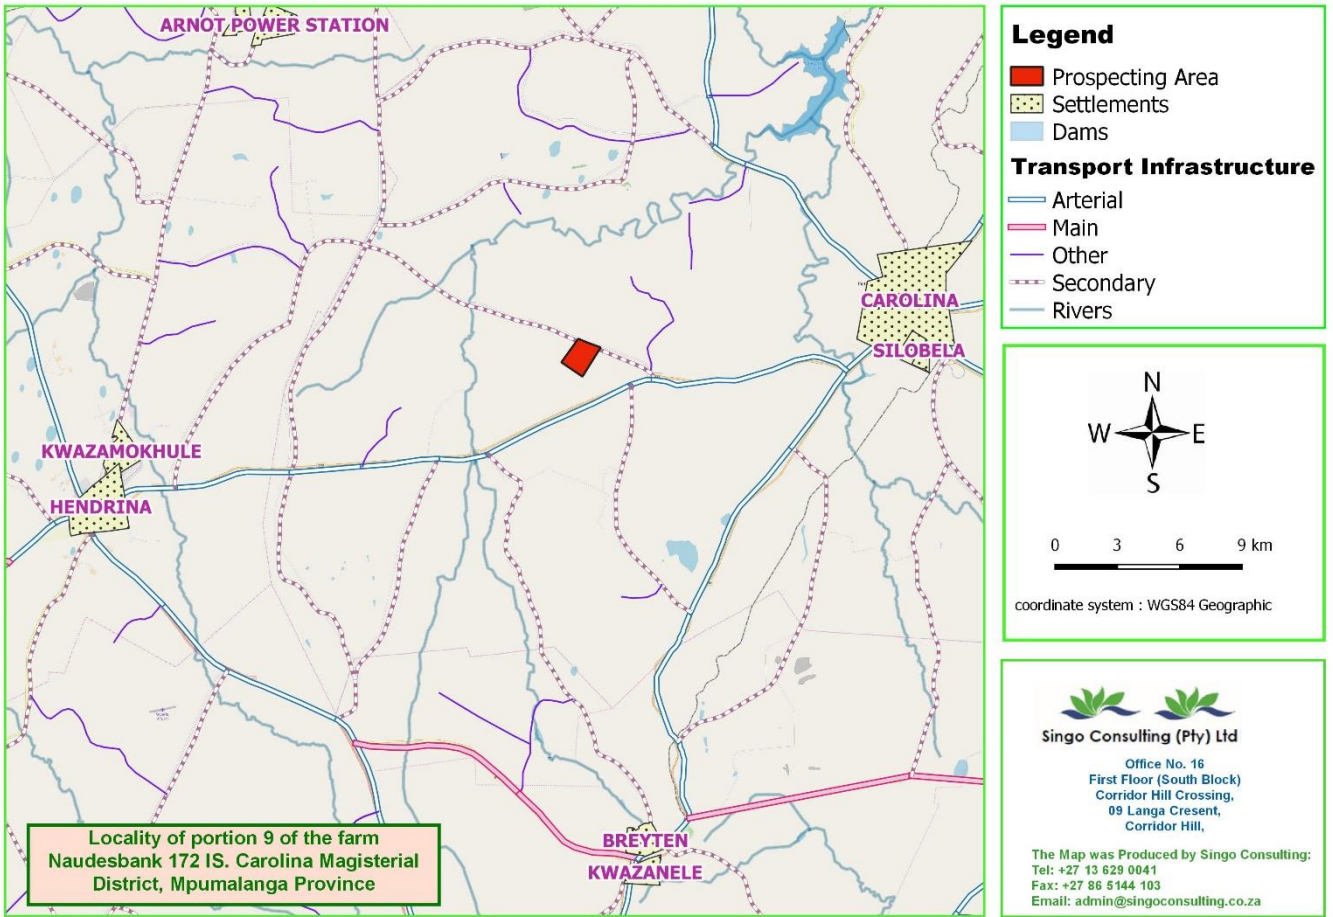 ARNOT POWER STATION
CAROLINA
SILOBELA
KWAZAMOKHULE
HENDRINA
BREYTEN
KWAZANELE
Locality of portion 9 of the farm
Naudesbank 172 IS. Carolina Magisterial
District, Mpumalanga Province
Legend
Prospecting Area
Settlements
Dams
Transport Infrastructure
Arterial
Main
Other
Secondary
Rivers
N
W E
S
0 3 6 9 km
coordinate system : WGS84 Geographic
Singo Consulting (Pty) Ltd
Office No. 16
First Floor (South Block)
Corridor Hill Crossing,
09 Langa Cresent,
Corridor Hill,
The Map was Produced by Singo Consulting:
Tel: +27 13 629 0041
Fax: +27 86 5144 103
Email: admin@singoconsulting.co.za